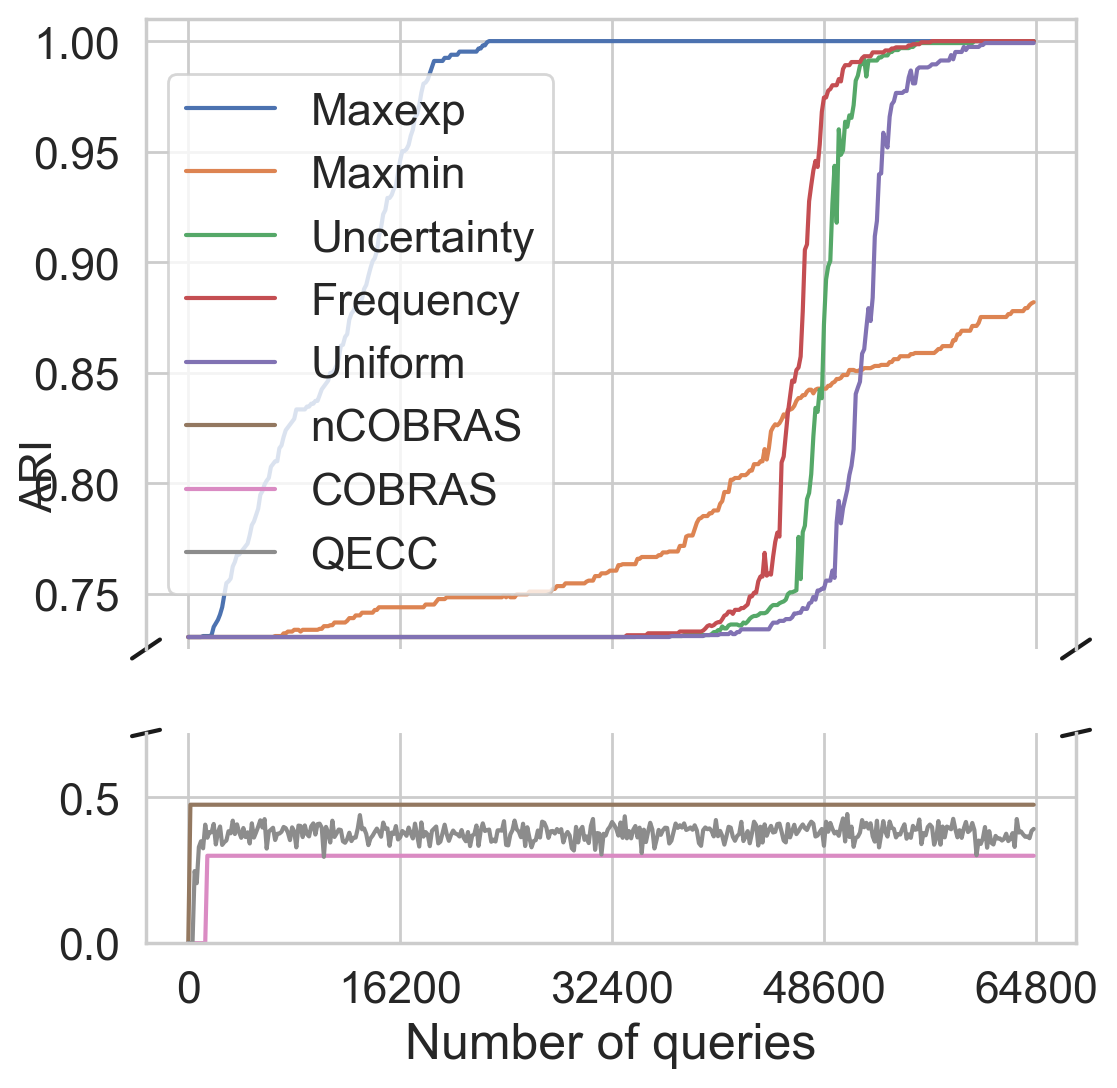 1.00
0.95
0.90
0.85
0.80
0.75
ARI
Maxexp
Maxmin
Uncertainty
Frequency
Uniform
nCOBRAS
COBRAS
QECC
0.5
0.0
0 16200 32400 48600 64800
Number of queries